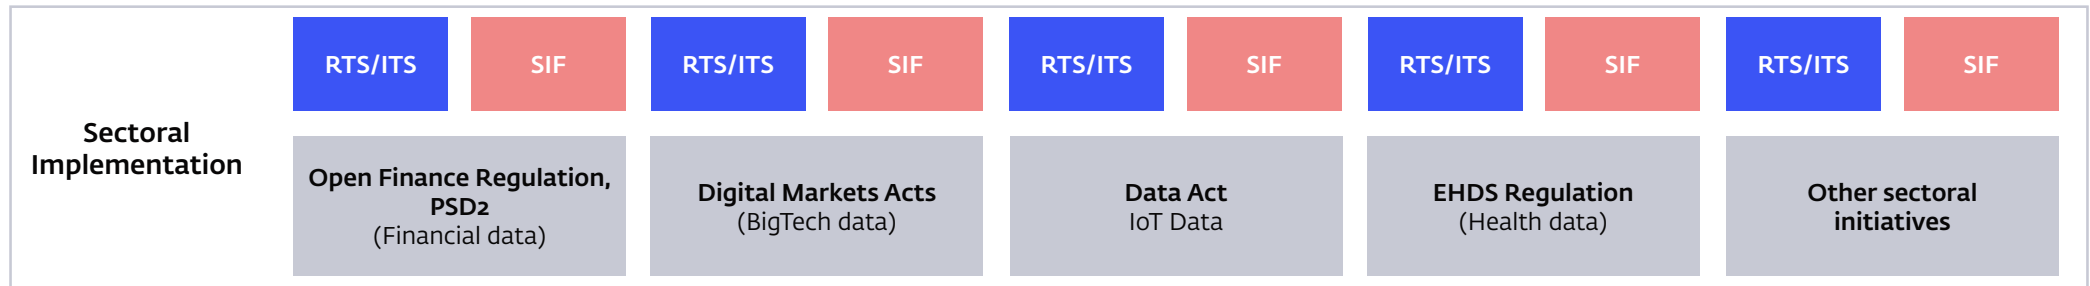 Sectoral
Implementation
RTS/ITS SIF RTS/ITS SIF RTS/ITS SIF RTS/ITS SIF RTS/ITS SIF
Open Finance Regulation,
PSD2
(Financial data)
Digital Markets Acts
(BigTech data)
Data Act
IoT Data
EHDS Regulation
(Health data)
Other sectoral
initiatives